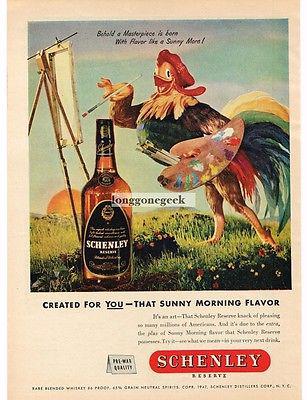 Behold a Masterpiece is born
With Flavor like a Sunny Morn!
longgonegeek
SCHENLEY
RESERVE
CREATED FOR YOU—THAT SUNNY MORNING FLAVOR
It's an art—That Schenley Reserve knack of pleasing
so many millions of Americans. And it's due to the extra,
the plus of Sunny Morning flavor that Schenley Reserve
possesses. Try it—see what we mean—in your very next drink.
PRE-WAR
QUALITY
SCHENLEY
RESERVE
RARE BLENDED WHISKEY 86 PROOF. 65% GRAIN NEUTRAL SPIRITS. COPR. 1947, SCHENLEY DISTILLERS CORP., N.Y.C.